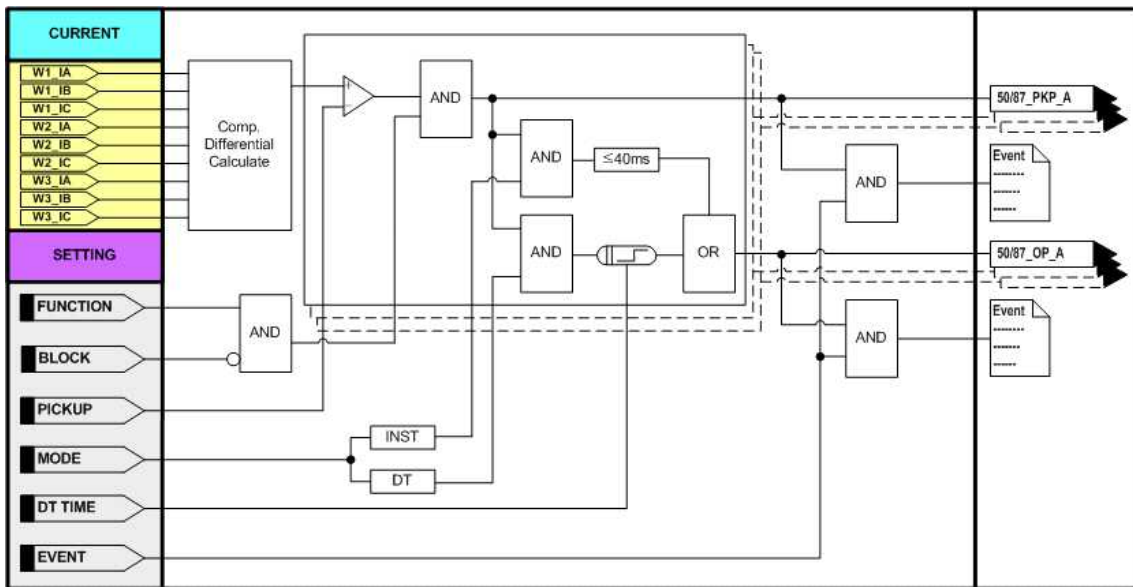 CURRENT
W1_IA
W1_IB
W1_IC
W2_IA
W2_IB
W2_IC
W3_IA
W3_IB
W3_IC
SETTING
FUNCTION
BLOCK
PICKUP
MODE
DT TIME
EVENT
Comp.
Differential
Calculate
+
−
AND
AND
≤40ms
AND
OR
AND
INST
DT
AND
AND
50/87_PKP_A
Event
50/87_OP_A
Event